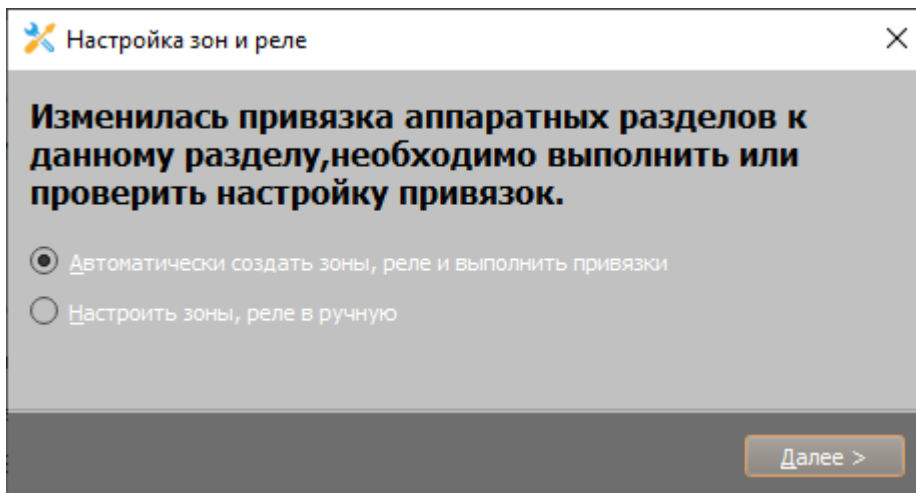 Настройка зон и реле
Изменилась привязка аппаратных разделов к
данному разделу,необходимо выполнить или
проверить настройку привязок.
Автоматически создать зоны, реле и выполнить привязки
Настроить зоны, реле в ручную
Далее >